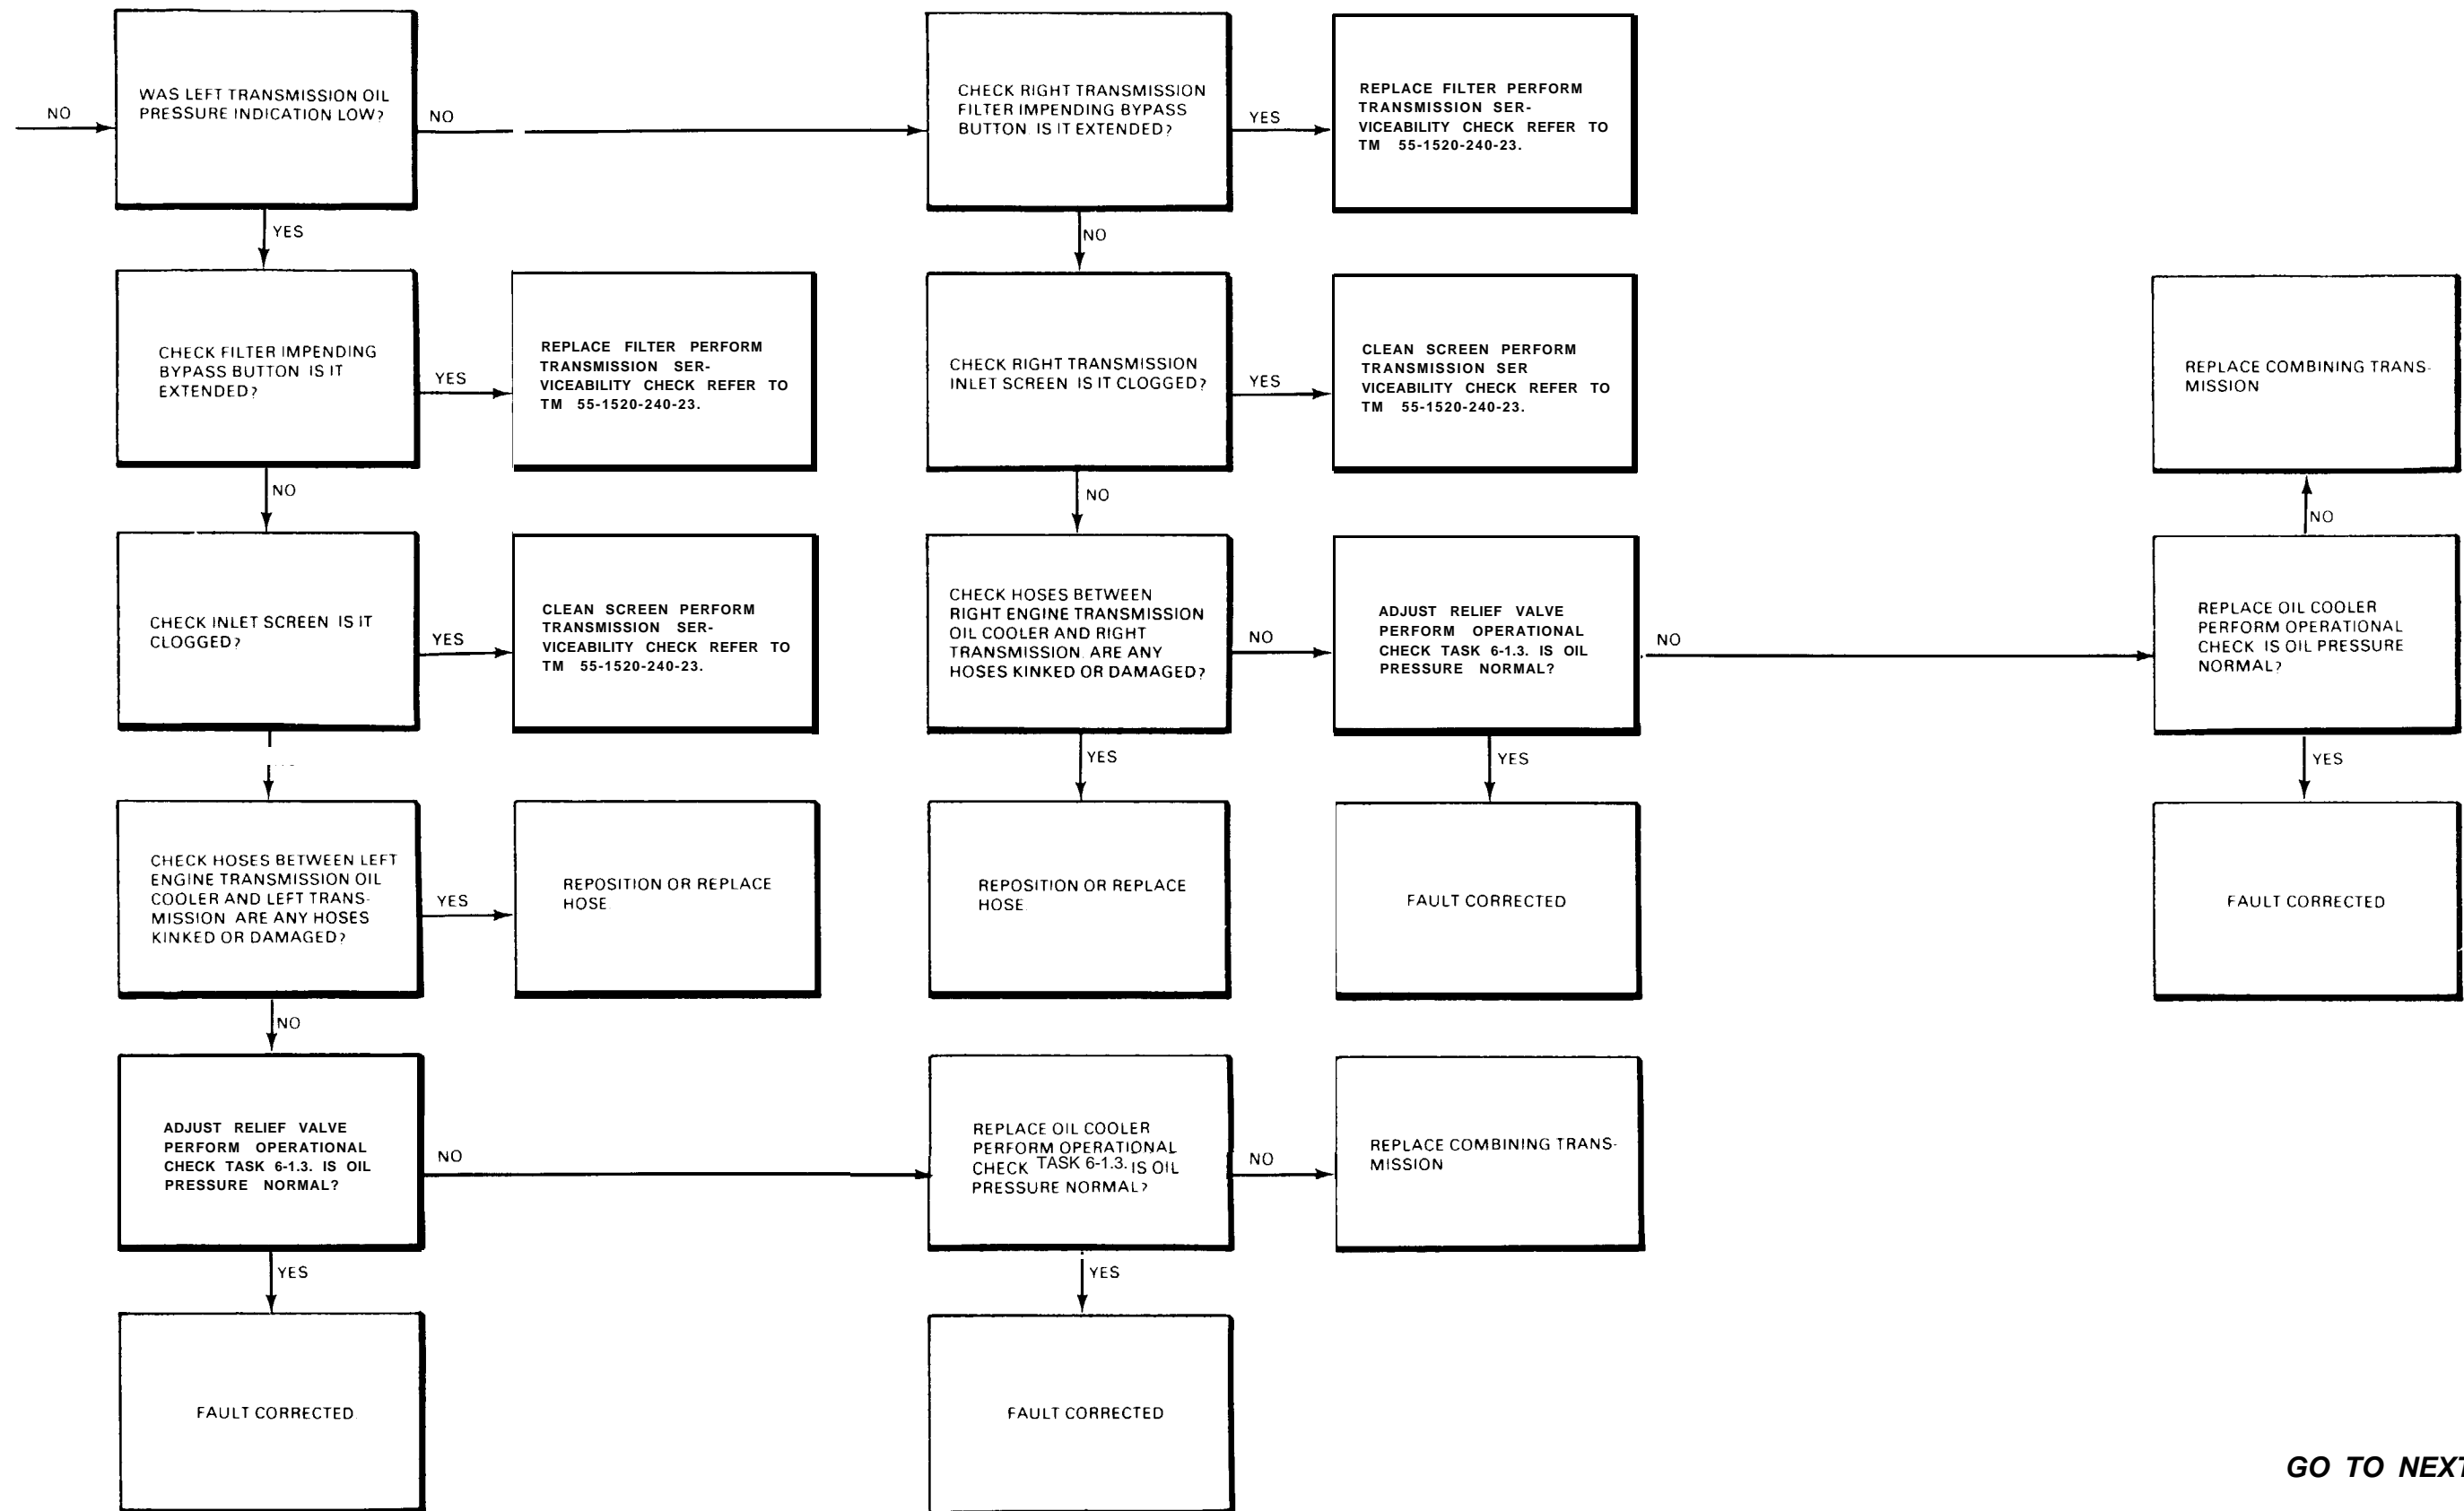 NO
WAS LEFT TRANSMISSION OIL
PRESSURE INDICATION LOW?
NO
CHECK RIGHT TRANSMISSION
FILTER IMPENDING BYPASS
BUTTON. IS IT EXTENDED?
YES
REPLACE FILTER PERFORM
TRANSMISSION SER-
VICEABILITY CHECK REFER TO
TM 55-1520-240-23.
YES
NO
CHECK FILTER IMPENDING
BYPASS BUTTON IS IT
EXTENDED?
YES
REPLACE FILTER PERFORM
TRANSMISSION SER-
VICEABILITY CHECK REFER TO
TM 55-1520-240-23.
CHECK RIGHT TRANSMISSION
INLET SCREEN IS IT CLOGGED?
YES
CLEAN SCREEN PERFORM
TRANSMISSION SER
VICEABILITY CHECK REFER TO
TM 55-1520-240-23.
REPLACE COMBINING TRANS-
MISSION
NO
NO
NO
CHECK INLET SCREEN IS IT
CLOGGED?
YES
CLEAN SCREEN PERFORM
TRANSMISSION SER-
VICEABILITY CHECK REFER TO
TM 55-1520-240-23.
CHECK HOSES BETWEEN
RIGHT ENGINE TRANSMISSION
OIL COOLER AND RIGHT
TRANSMISSION. ARE ANY
HOSES KINKED OR DAMAGED?
NO
ADJUST RELIEF VALVE
PERFORM OPERATIONAL
CHECK TASK 6-1.3. IS OIL
PRESSURE NORMAL?
NO
REPLACE OIL COOLER
PERFORM OPERATIONAL
CHECK IS OIL PRESSURE
NORMAL?
YES
YES
YES
CHECK HOSES BETWEEN LEFT
ENGINE TRANSMISSION OIL
COOLER AND LEFT TRANS-
MISSION ARE ANY HOSES
KINKED OR DAMAGED?
YES
REPOSITION OR REPLACE
HOSE.
REPOSITION OR REPLACE
HOSE.
FAULT CORRECTED
FAULT CORRECTED
NO
ADJUST RELIEF VALVE
PERFORM OPERATIONAL
CHECK TASK 6-1.3. IS OIL
PRESSURE NORMAL?
NO
REPLACE OIL COOLER
PERFORM OPERATIONAL
CHECK TASK 6-1.3. IS OIL
PRESSURE NORMAL?
NO
REPLACE COMBINING TRANS-
MISSION
YES
YES
FAULT CORRECTED.
FAULT CORRECTED
GO TO NEXT